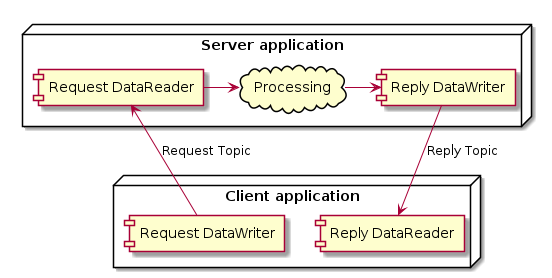 Server application
Request DataReader
Processing
Reply DataWriter
Request Topic
Reply Topic
Client application
Request DataWriter
Reply DataReader